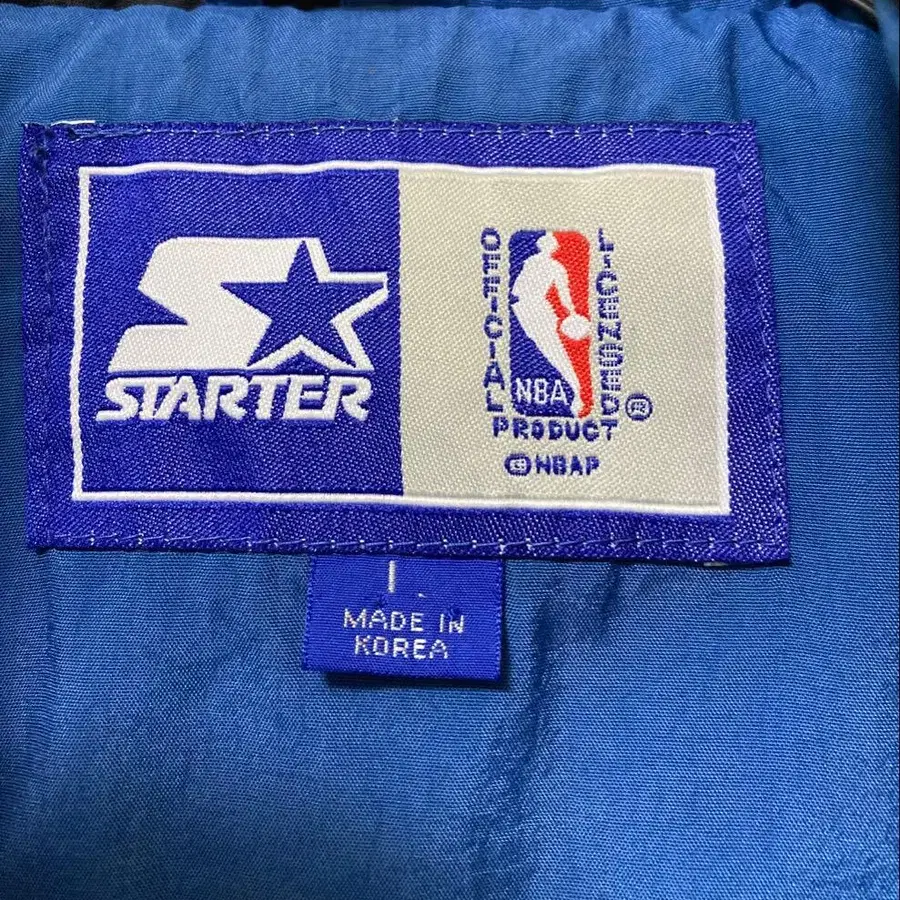 STARTER
OFFICIAL
LICENSED
NBA
®
PRODUCT
©NBAP
MADE IN
KOREA